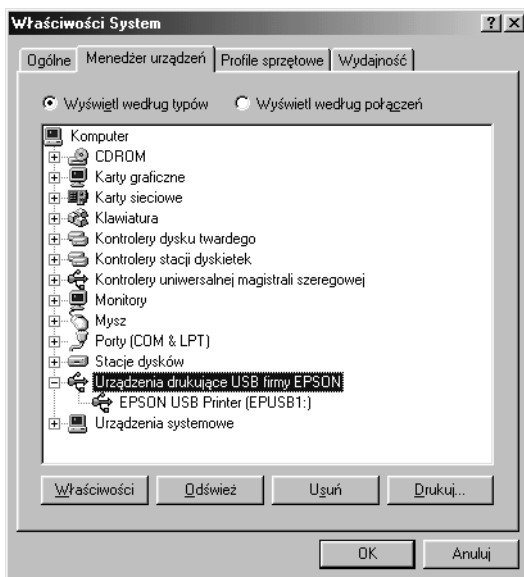 Właściwości System
Ogólne Menedżer urządzeń Profile sprzętowe Wydajność
Wyświetl według typów Wyświetl według połączeń
Komputer
CDROM
Karty graficzne
Karty sieciowe
Klawiatura
Kontrolery dysku twardego
Kontrolery stacji dyskietek
Kontrolery uniwersalnej magistrali szeregowej
Monitory
Mysz
Porty (COM & LPT)
Stacje dysków
Urządzenia drukujące USB firmy EPSON
EPSON USB Printer (EPUSB1:)
Urządzenia systemowe
Właściwości Odśwież Usuń Drukuj...
OK Anuluj